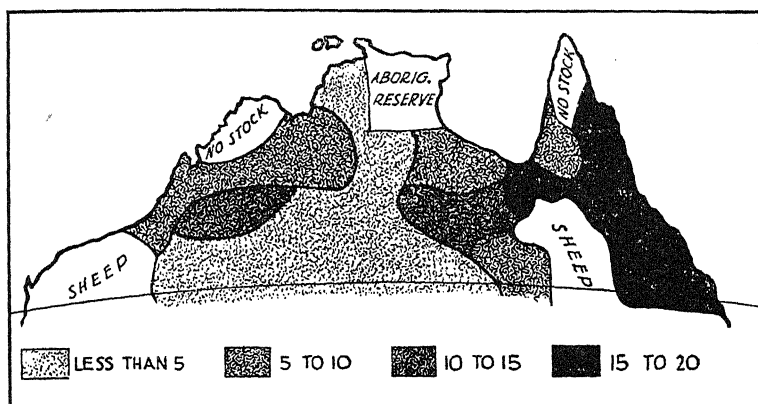 ABORIG.
RESERVE
NO STOCK
NO STOCK
SHEEP
SHEEP
LESS THAN 5
5 TO 10
10 TO 15
15 TO 20